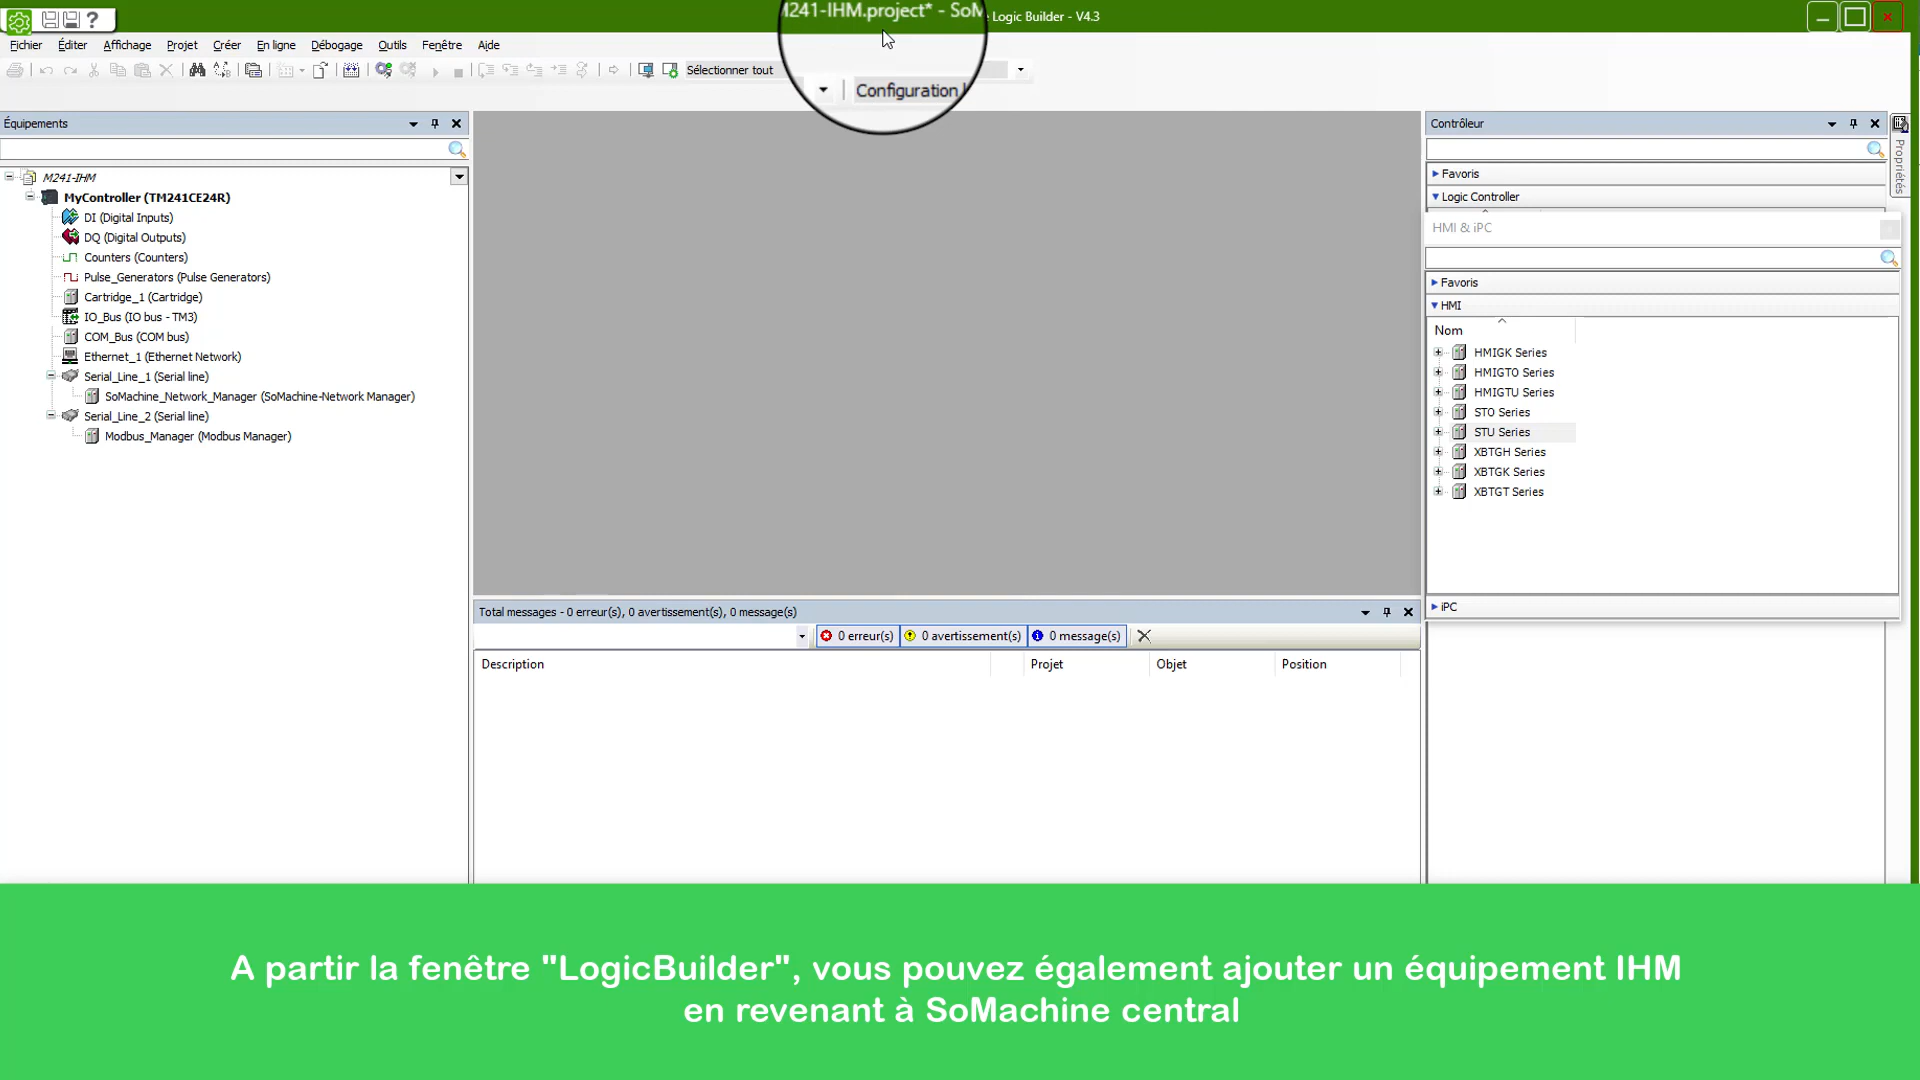 M241-IHM.project* - SoM
Logic Builder - V4.3
Fichier Éditer Affichage Projet Créer En ligne Débogage Outils Fenêtre Aide
Sélectionner tout
Configuration
Équipements
M241-IHM
MyController (TM241CE24R)
DI (Digital Inputs)
DQ (Digital Outputs)
Counters (Counters)
Pulse_Generators (Pulse Generators)
Cartridge_1 (Cartridge)
IO_Bus (IO bus - TM3)
COM_Bus (COM bus)
Ethernet_1 (Ethernet Network)
Serial_Line_1 (Serial line)
SoMachine_Network_Manager (SoMachine-Network Manager)
Serial_Line_2 (Serial line)
Modbus_Manager (Modbus Manager)
Contrôleur
Propriétés
Favoris
Logic Controller
HMI & iPC
Favoris
HMI
Nom
HMIGK Series
HMIGTO Series
HMIGTU Series
STO Series
STU Series
XBTGH Series
XBTGK Series
XBTGT Series
iPC
Total messages - 0 erreur(s), 0 avertissement(s), 0 message(s)
0 erreur(s) 0 avertissement(s) 0 message(s)
Description Projet Objet Position
A partir la fenêtre "LogicBuilder", vous pouvez également ajouter un équipement IHM
en revenant à SoMachine central